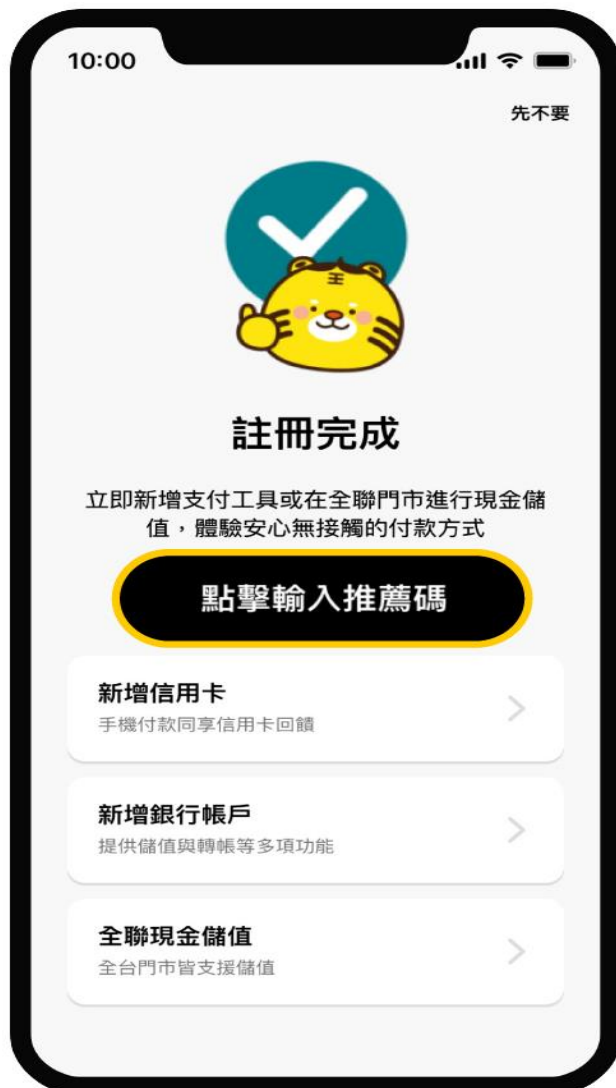 10:00
先不要
王
註冊完成
立即新增支付工具或在全聯門市進行現金儲
值，體驗安心無接觸的付款方式
點擊輸入推薦碼
新增信用卡
手機付款同享信用卡回饋
新增銀行帳戶
提供儲值與轉帳等多項功能
全聯現金儲值
全台門市皆支援儲值